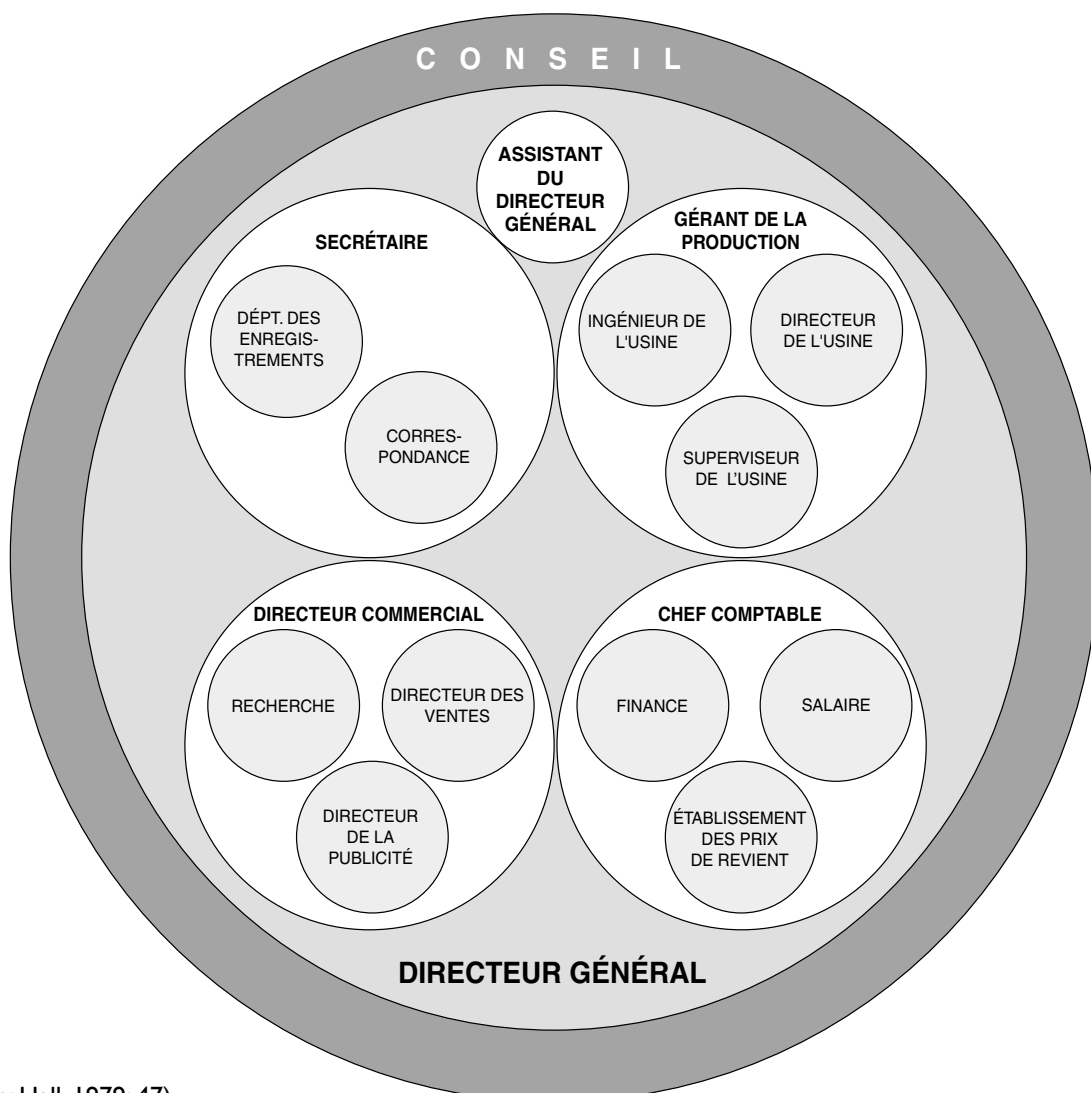 CONSEIL
ASSISTANT
DU
DIRECTEUR
GÉNÉRAL
SECRÉTAIRE
DÉPT. DES
ENREGIS-
TREMENTS
CORRES-
PONDANCE
GÉRANT DE LA
PRODUCTION
INGÉNIEUR DE
L'USINE
DIRECTEUR
DE L'USINE
SUPERVISEUR
DE L'USINE
DIRECTEUR COMMERCIAL
RECHERCHE
DIRECTEUR DES
VENTES
DIRECTEUR
DE LA
PUBLICITÉ
CHEF COMPTABLE
FINANCE
SALAIRE
ÉTABLISSEMENT
DES PRIX
DE REVIENT
DIRECTEUR GÉNÉRAL